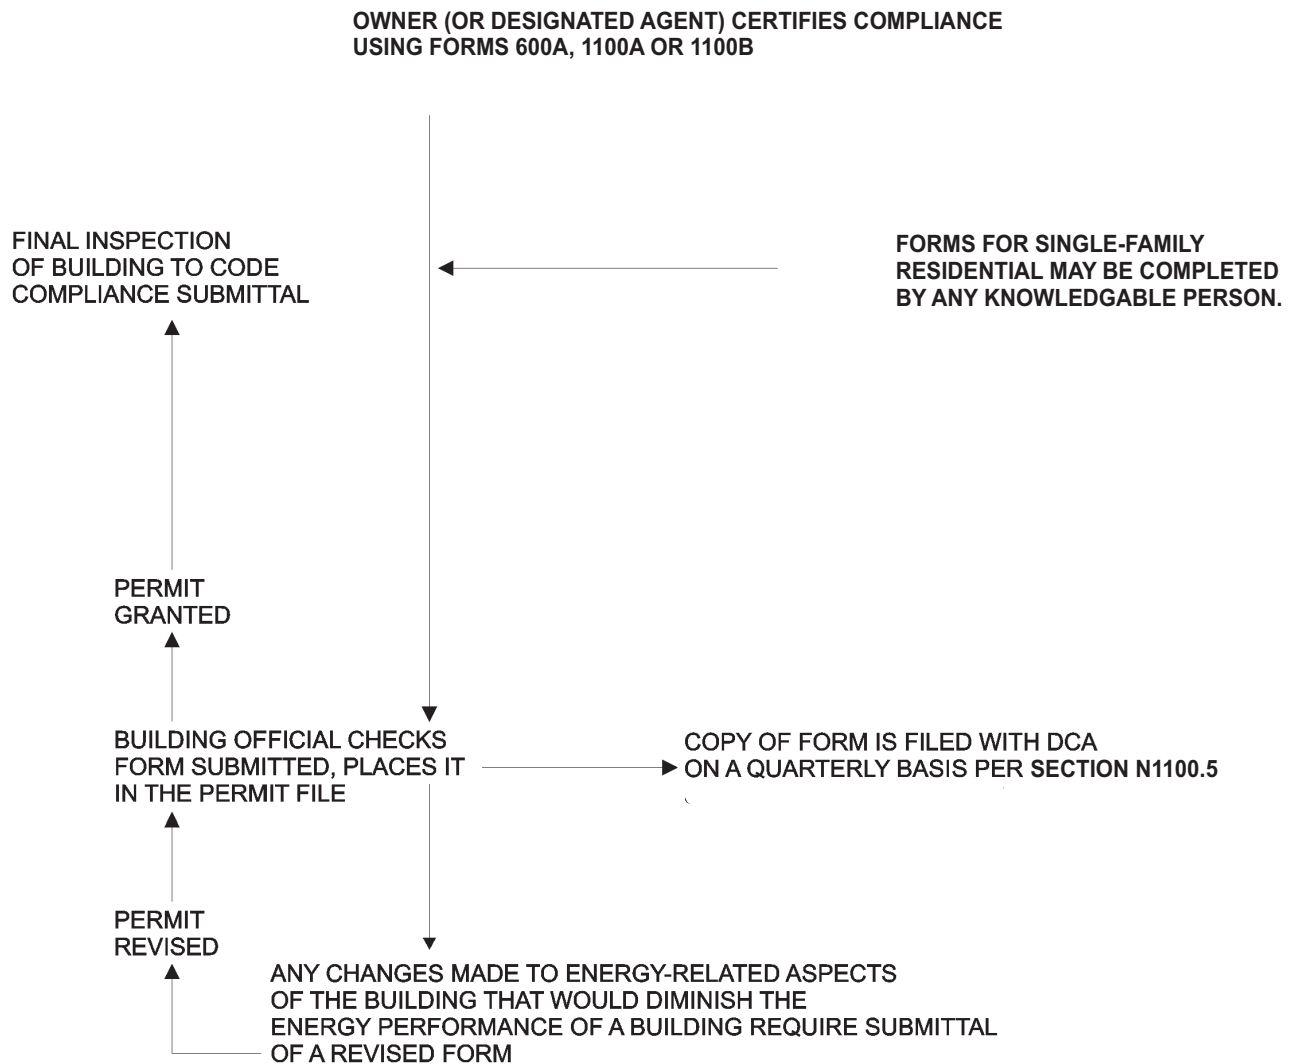 OWNER (OR DESIGNATED AGENT) CERTIFIES COMPLIANCE
USING FORMS 600A, 1100A OR 1100B
FINAL INSPECTION
OF BUILDING TO CODE
COMPLIANCE SUBMITTAL
FORMS FOR SINGLE-FAMILY
RESIDENTIAL MAY BE COMPLETED
BY ANY KNOWLEDGABLE PERSON.
PERMIT
GRANTED
BUILDING OFFICIAL CHECKS
FORM SUBMITTED, PLACES IT
IN THE PERMIT FILE
COPY OF FORM IS FILED WITH DCA
ON A QUARTERLY BASIS PER SECTION N1100.5
PERMIT
REVISED
ANY CHANGES MADE TO ENERGY-RELATED ASPECTS
OF THE BUILDING THAT WOULD DIMINISH THE
ENERGY PERFORMANCE OF A BUILDING REQUIRE SUBMITTAL
OF A REVISED FORM